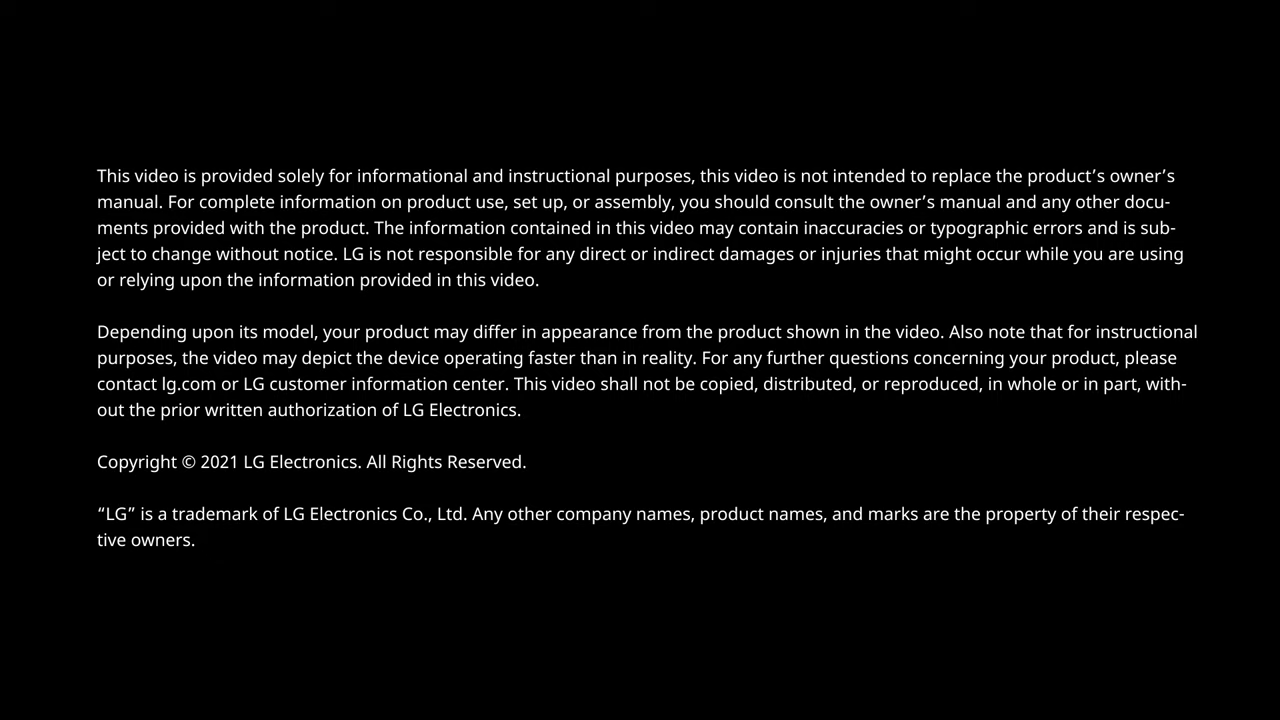 This video is provided solely for informational and instructional purposes, this video is not intended to replace the product’s owner’s
manual. For complete information on product use, set up, or assembly, you should consult the owner’s manual and any other docu-
ments provided with the product. The information contained in this video may contain inaccuracies or typographic errors and is sub-
ject to change without notice. LG is not responsible for any direct or indirect damages or injuries that might occur while you are using
or relying upon the information provided in this video.
Depending upon its model, your product may differ in appearance from the product shown in the video. Also note that for instructional
purposes, the video may depict the device operating faster than in reality. For any further questions concerning your product, please
contact lg.com or LG customer information center. This video shall not be copied, distributed, or reproduced, in whole or in part, with-
out the prior written authorization of LG Electronics.
Copyright © 2021 LG Electronics. All Rights Reserved.
“LG” is a trademark of LG Electronics Co., Ltd. Any other company names, product names, and marks are the property of their respec-
tive owners.